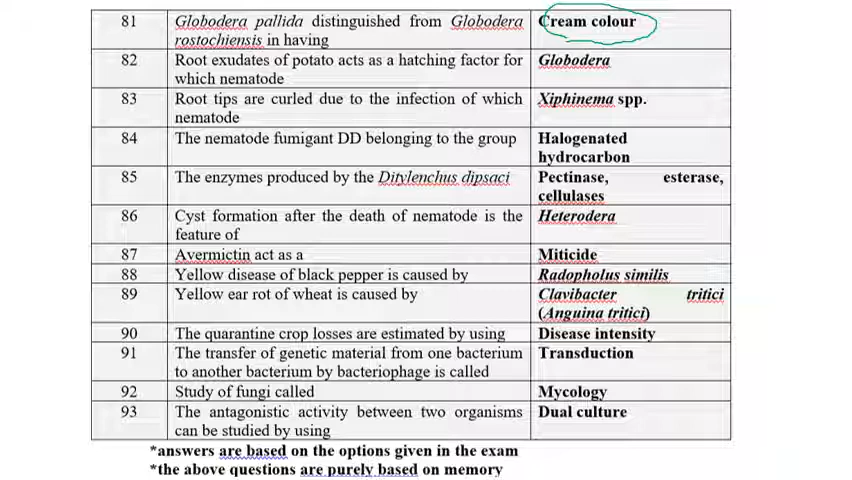 81 Globodera pallida distinguished from Globodera Cream colour
rostochiensis in having
82 Root exudates of potato acts as a hatching factor for Globodera
which nematode
83 Root tips are curled due to the infection of which Xiphinema spp.
nematode
84 The nematode fumigant DD belonging to the group Halogenated
hydrocarbon
85 The enzymes produced by the Ditylenchus dipsaci Pectinase, esterase,
cellulases
86 Cyst formation after the death of nematode is the Heterodera
feature of
87 Avermictin act as a Miticide
88 Yellow disease of black pepper is caused by Radopholus similis
89 Yellow ear rot of wheat is caused by Clavibacter tritici
(Anguina tritici)
90 The quarantine crop losses are estimated by using Disease intensity
91 The transfer of genetic material from one bacterium Transduction
to another bacterium by bacteriophage is called
92 Study of fungi called Mycology
93 The antagonistic activity between two organisms Dual culture
can be studied by using
*answers are based on the options given in the exam
*the above questions are purely based on memory